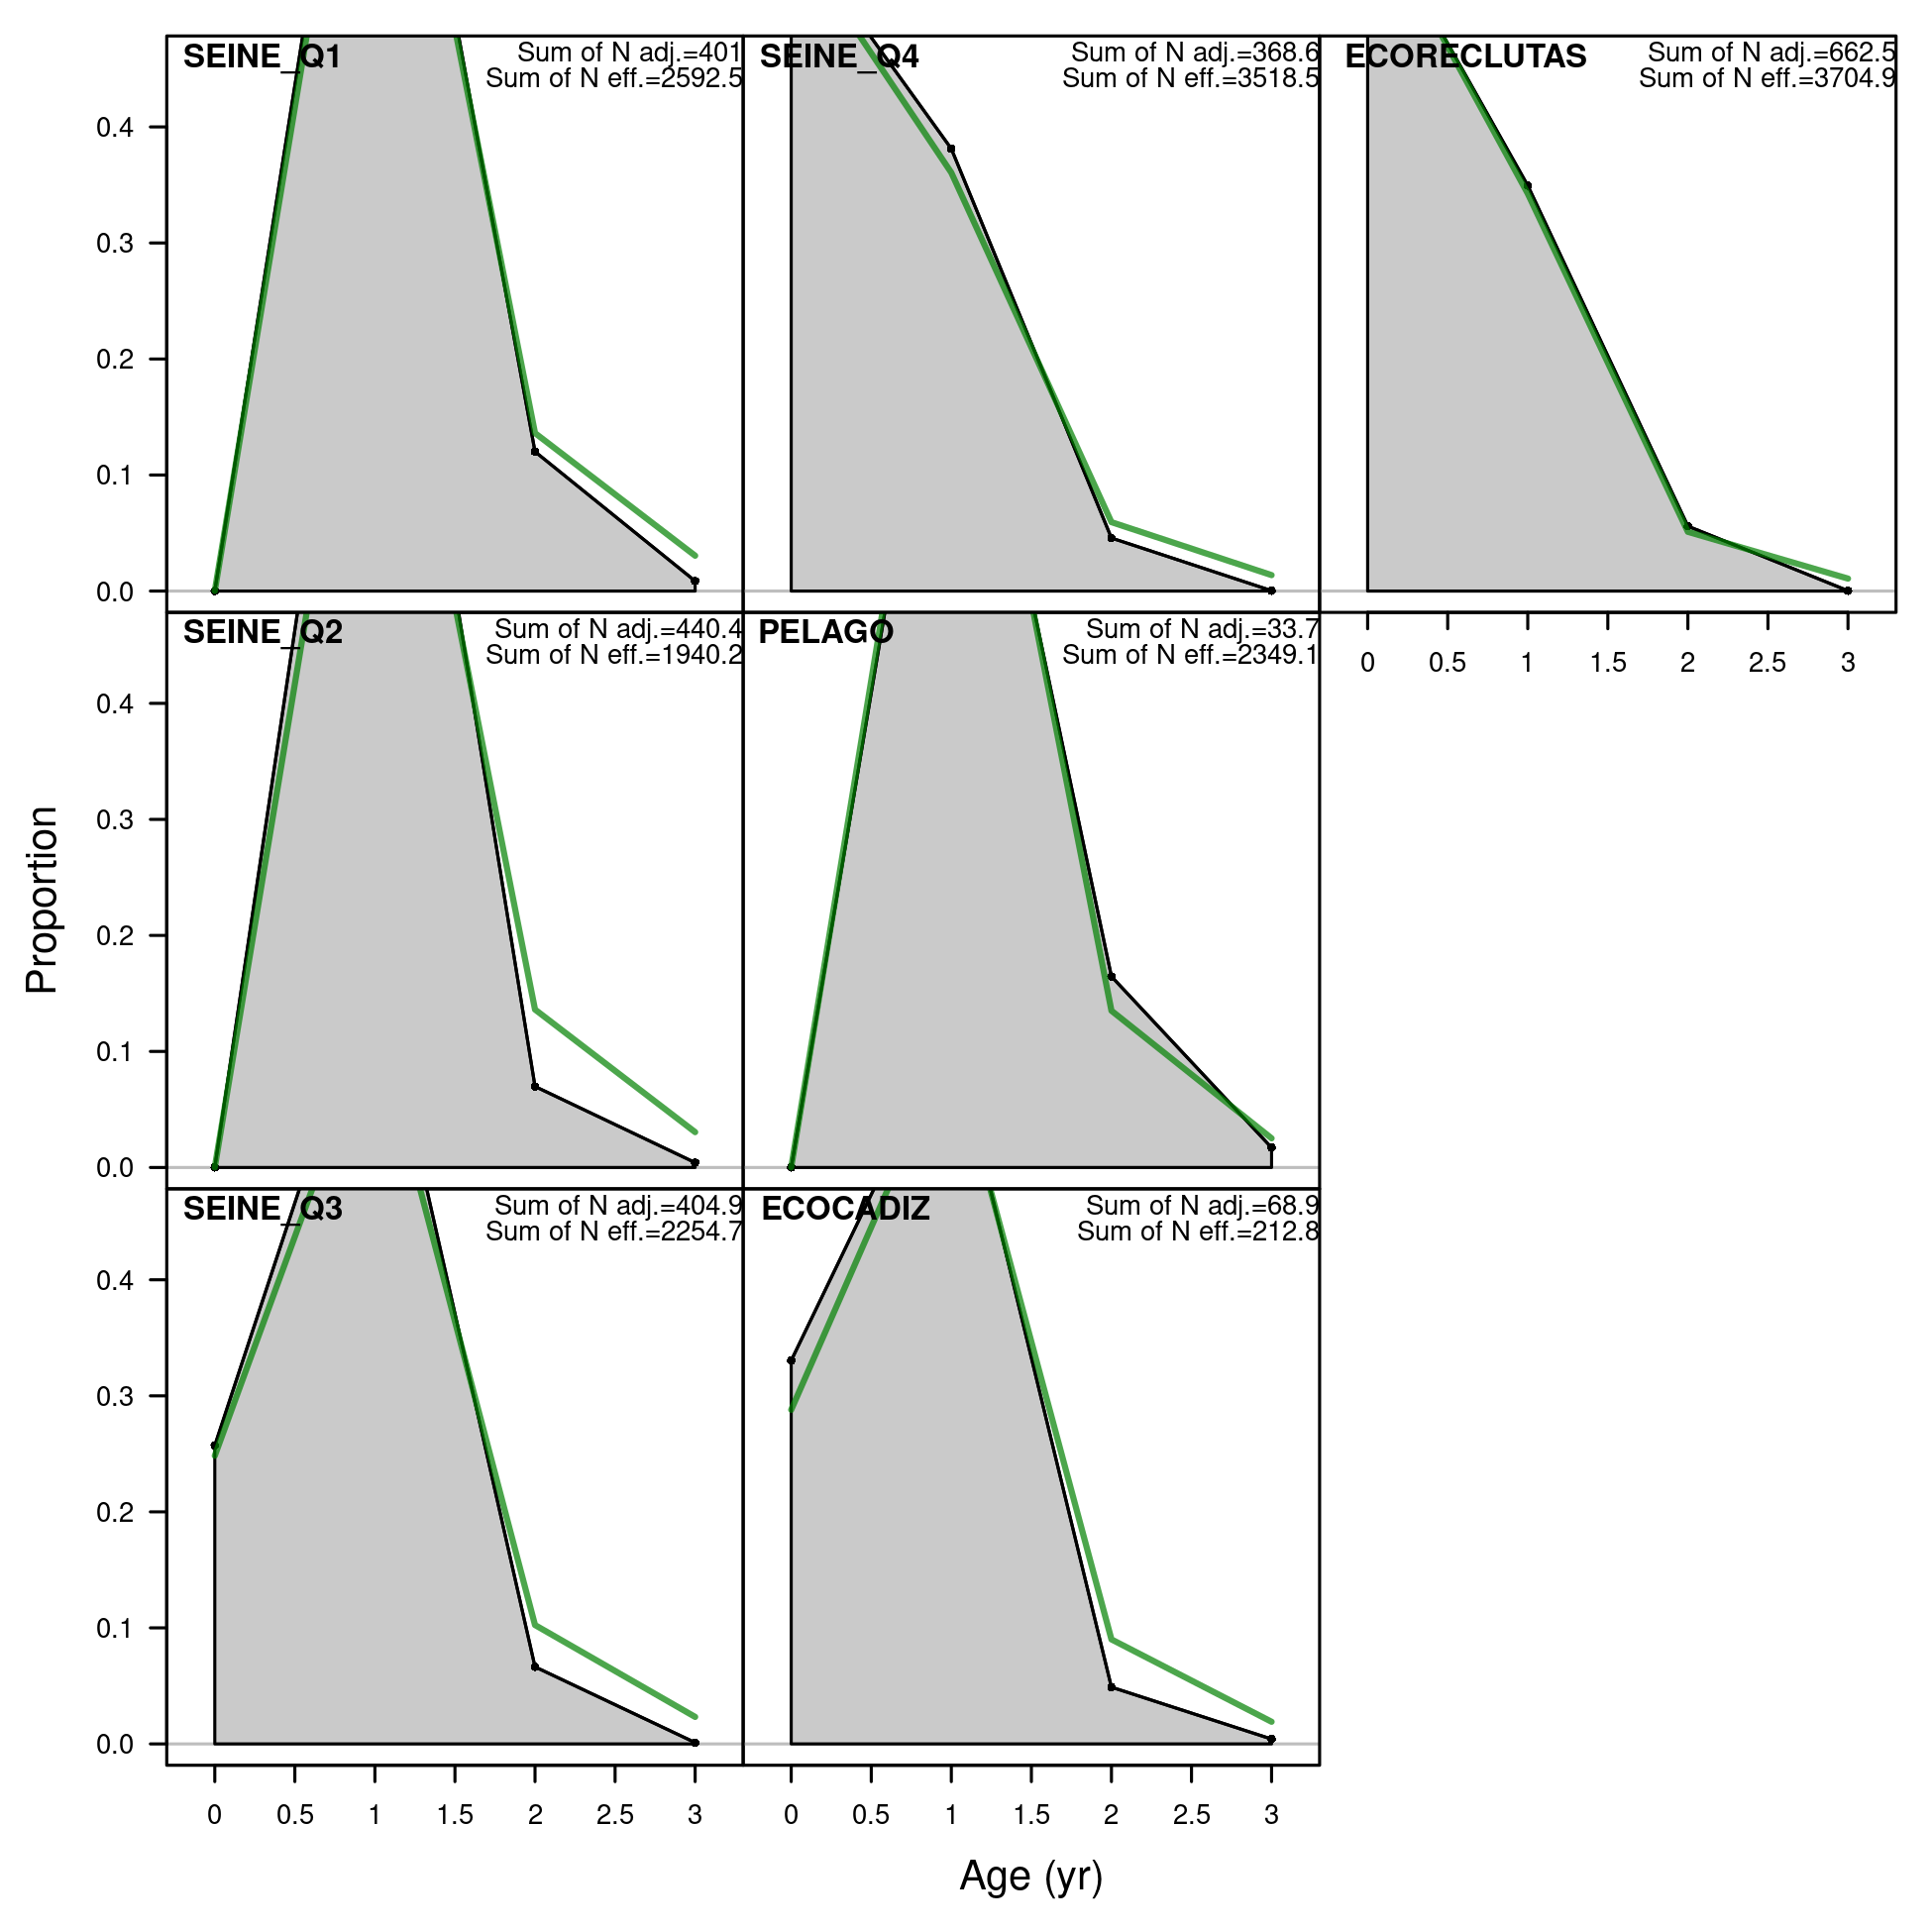 SEINE_Q1
Sum of N adj.=401
Sum of N eff.=2592.5
SEINE_Q4
Sum of N adj.=368.6
Sum of N eff.=3518.5
ECORECLUTAS
Sum of N adj.=662.5
Sum of N eff.=3704.9
0.4
0.3
0.2
0.1
0.0
0 0.5 1 1.5 2 2.5 3
SEINE_Q2
Sum of N adj.=440.4
Sum of N eff.=1940.2
PELAGO
Sum of N adj.=33.7
Sum of N eff.=2349.1
0.4
0.3
0.2
0.1
0.0
Proportion
SEINE_Q3
Sum of N adj.=404.9
Sum of N eff.=2254.7
ECOCADIZ
Sum of N adj.=68.9
Sum of N eff.=212.8
0.4
0.3
0.2
0.1
0.0
0 0.5 1 1.5 2 2.5 3
0 0.5 1 1.5 2 2.5 3
Age (yr)